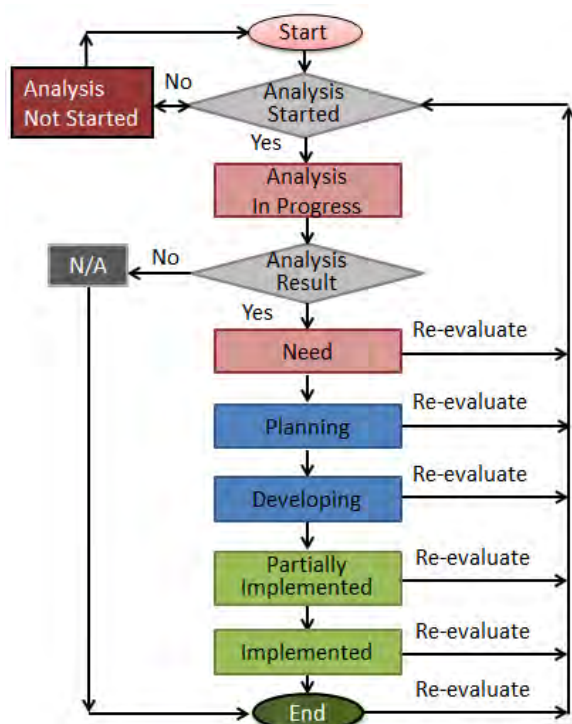 Start
Analysis
Not Started
No
Analysis
Started
Yes
Analysis
In Progress
N/A
No
Analysis
Result
Yes
Need
Re-evaluate
Planning
Re-evaluate
Developing
Re-evaluate
Partially
Implemented
Re-evaluate
Implemented
Re-evaluate
End
Re-evaluate